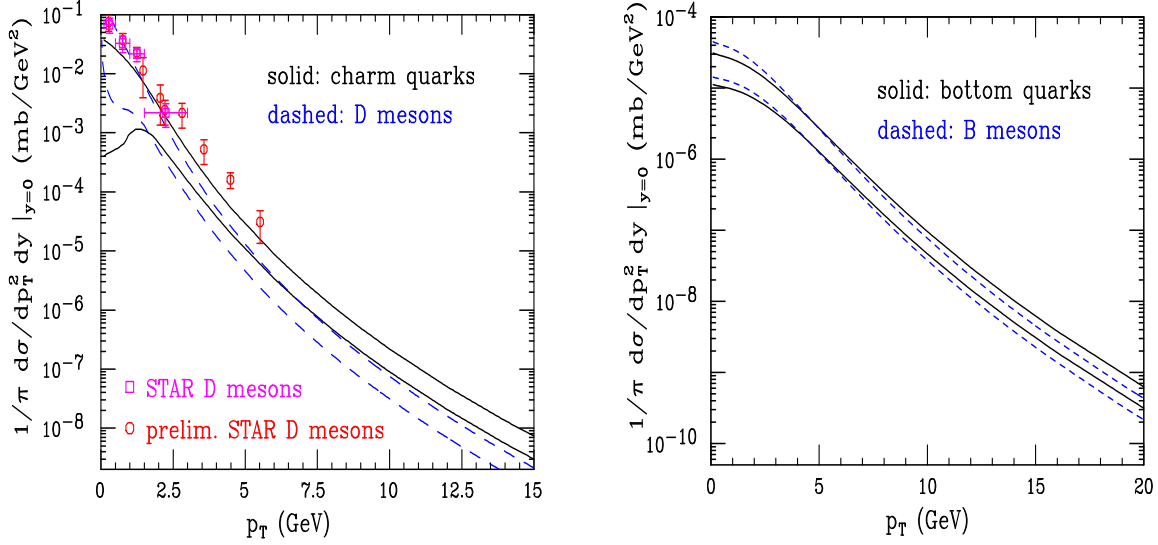 1/π dσ/dp_T^2 dy |_{y=0} (mb/GeV^2)
10^-1
10^-2
10^-3
10^-4
10^-5
10^-6
10^-7
10^-8
solid: charm quarks
dashed: D mesons
STAR D mesons
prelim. STAR D mesons
0 2.5 5 7.5 10 12.5 15
p_T (GeV)
1/π dσ/dp_T^2 dy |_{y=0} (mb/GeV^2)
10^-4
10^-6
10^-8
10^-10
solid: bottom quarks
dashed: B mesons
0 5 10 15 20
p_T (GeV)